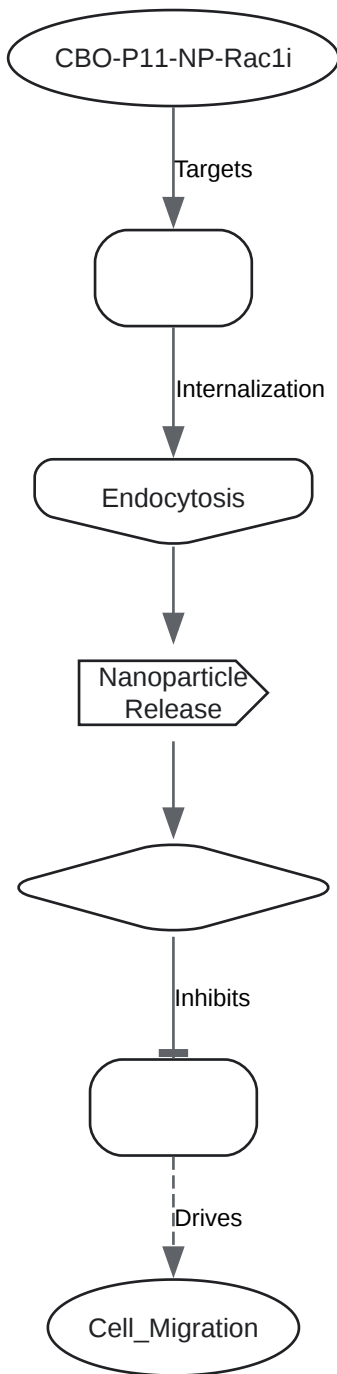 CBO-P11-NP-Rac1i
Targets
Internalization
Endocytosis
Nanoparticle
Release
Inhibits
Drives
Cell_Migration